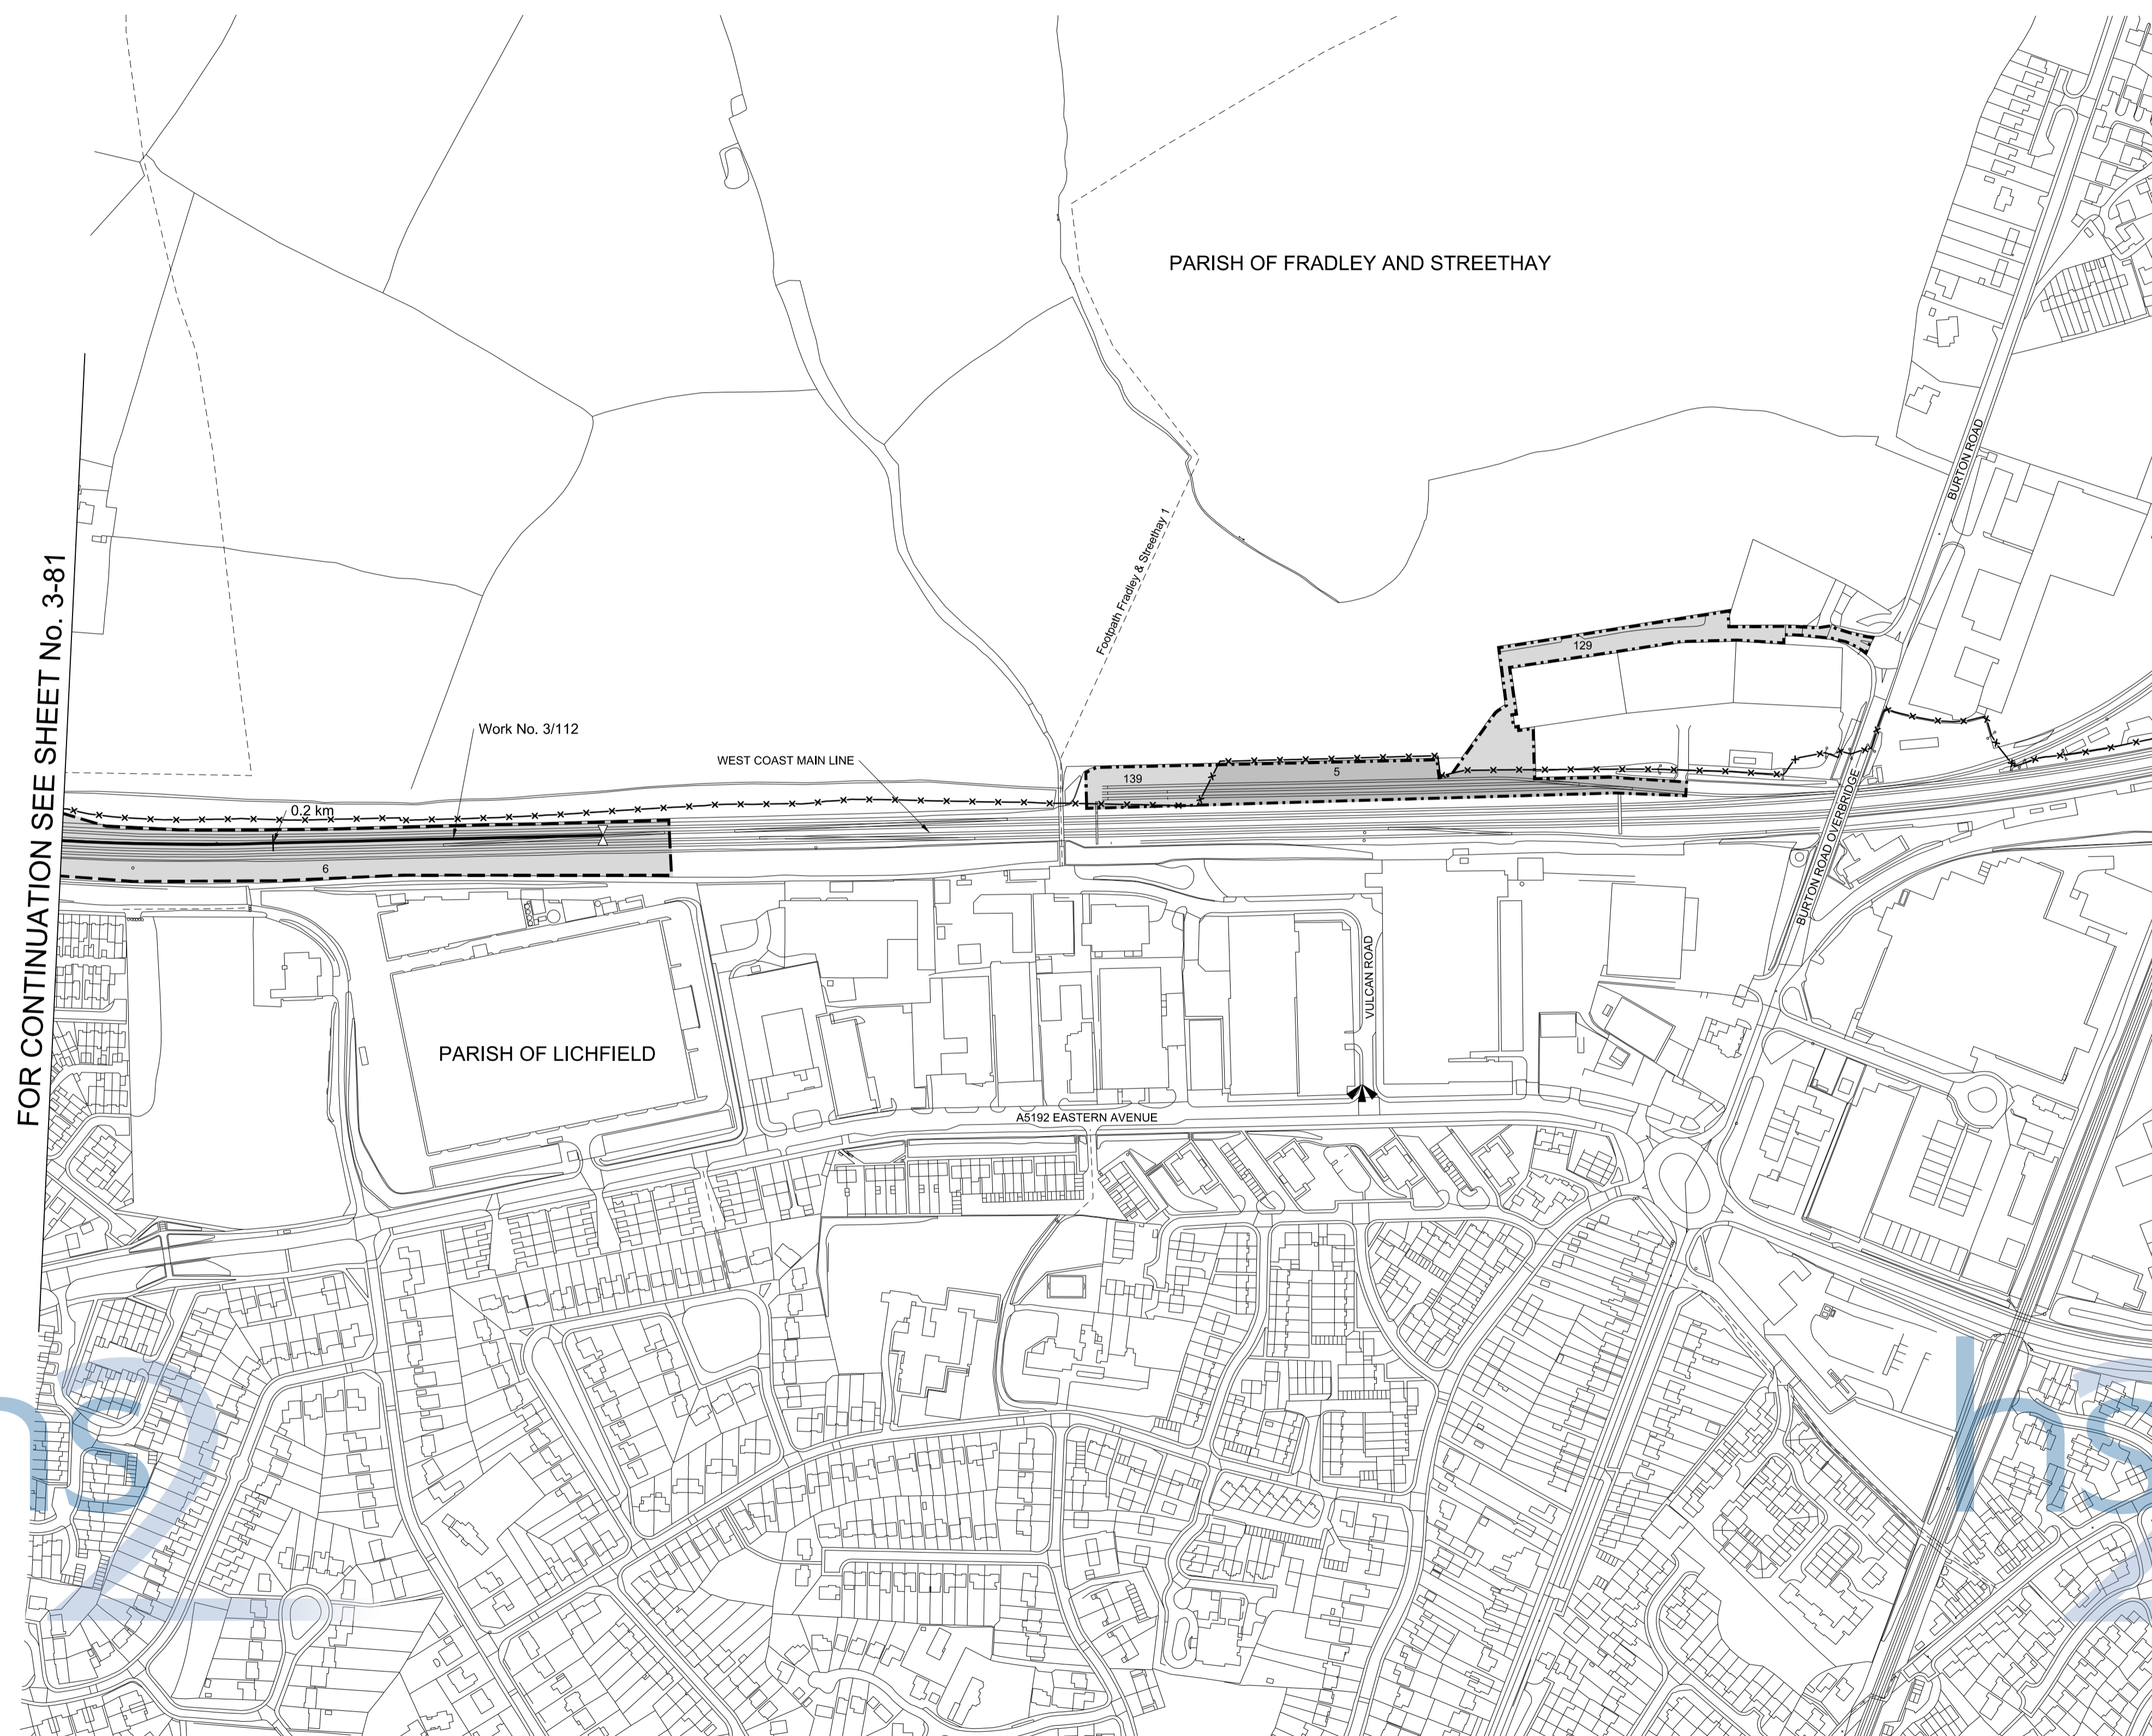 PARISH OF FRADLEY AND STREETHAY
BURTON ROAD
FOR CONTINUATION SEE SHEET No. 3-81
Footpath Fradley & Streethay 1
129
Work No. 3/112
WEST COAST MAIN LINE
139
5
0.2 km
6
BURTON ROAD OVERBRIDGE
VULCAN ROAD
PARISH OF LICHFIELD
A5192 EASTERN AVENUE
hs2
hs2